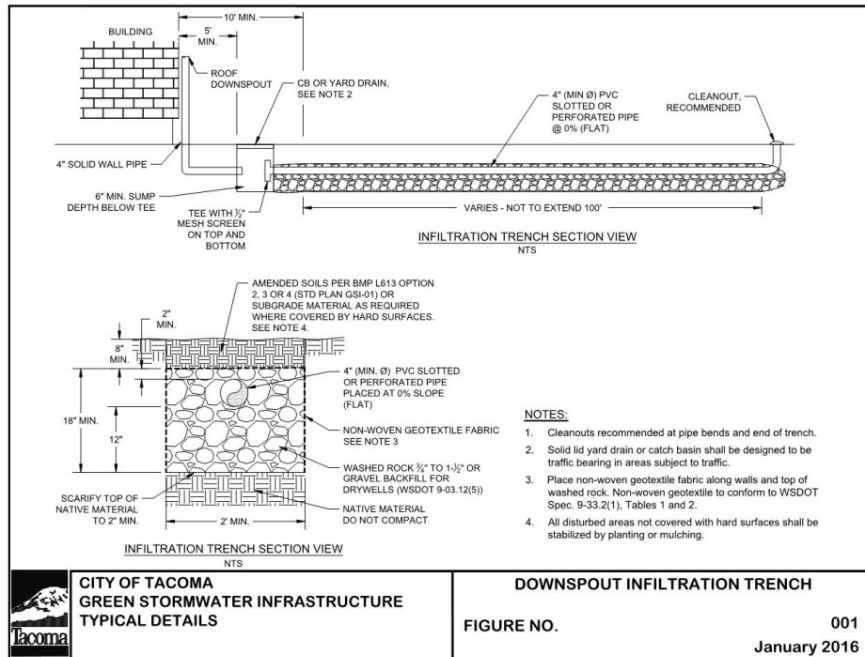 10' MIN.
BUILDING
5'
MIN.
ROOF
DOWNSPOUT
CB OR YARD DRAIN,
SEE NOTE 2
4" (MIN Ø) PVC
SLOTTED OR
PERFORATED PIPE
@ 0% (FLAT)
CLEANOUT,
RECOMMENDED
4" SOLID WALL PIPE
6" MIN. SUMP
DEPTH BELOW TEE
TEE WITH ½"
MESH SCREEN
ON TOP AND
BOTTOM
VARIES - NOT TO EXTEND 100'
INFILTRATION TRENCH SECTION VIEW
NTS
AMENDED SOILS PER BMP L613 OPTION
2, 3 OR 4 (STD PLAN GSI-01) OR
SUBGRADE MATERIAL AS REQUIRED
WHERE COVERED BY HARD SURFACES.
SEE NOTE 4.
2"
MIN.
8"
MIN.
18" MIN.
12"
4" (MIN. Ø) PVC SLOTTED
OR PERFORATED PIPE
PLACED AT 0% SLOPE
(FLAT)
NON-WOVEN GEOTEXTILE FABRIC
SEE NOTE 3
WASHED ROCK ¾" TO 1-½" OR
GRAVEL BACKFILL FOR
DRYWELLS (WSDOT 9-03.12(5))
SCARIFY TOP OF
NATIVE MATERIAL
TO 2" MIN.
NATIVE MATERIAL
DO NOT COMPACT
2' MIN.
INFILTRATION TRENCH SECTION VIEW
NTS
NOTES:
1. Cleanouts recommended at pipe bends and end of trench.
2. Solid lid yard drain or catch basin shall be designed to be
traffic bearing in areas subject to traffic.
3. Place non-woven geotextile fabric along walls and top of
washed rock. Non-woven geotextile to conform to WSDOT
Spec. 9-33.2(1), Tables 1 and 2.
4. All disturbed areas not covered with hard surfaces shall be
stabilized by planting or mulching.
Tacoma
CITY OF TACOMA
GREEN STORMWATER INFRASTRUCTURE
TYPICAL DETAILS
DOWNSPOUT INFILTRATION TRENCH
FIGURE NO. 001
January 2016